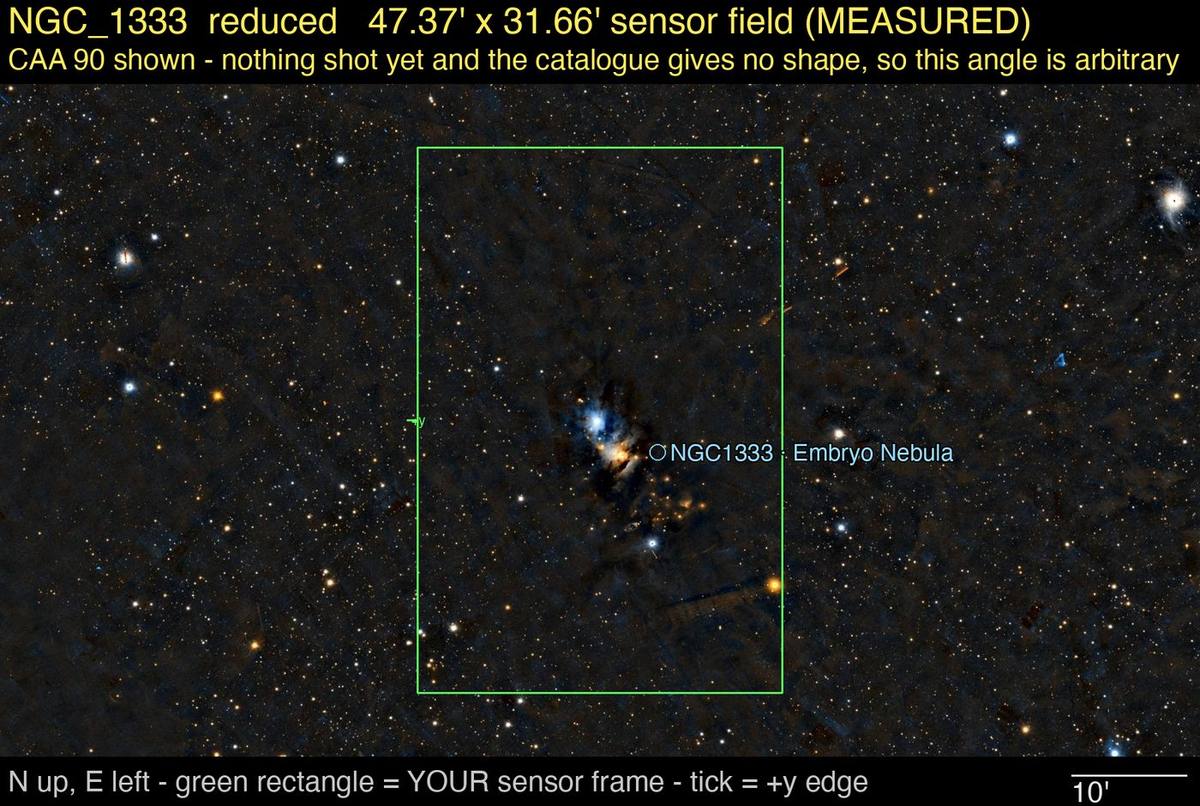 NGC_1333 reduced 47.37' x 31.66' sensor field (MEASURED)
CAA 90 shown - nothing shot yet and the catalogue gives no shape, so this angle is arbitrary
+y
NGC1333 - Embryo Nebula
N up, E left - green rectangle = YOUR sensor frame - tick = +y edge
10'